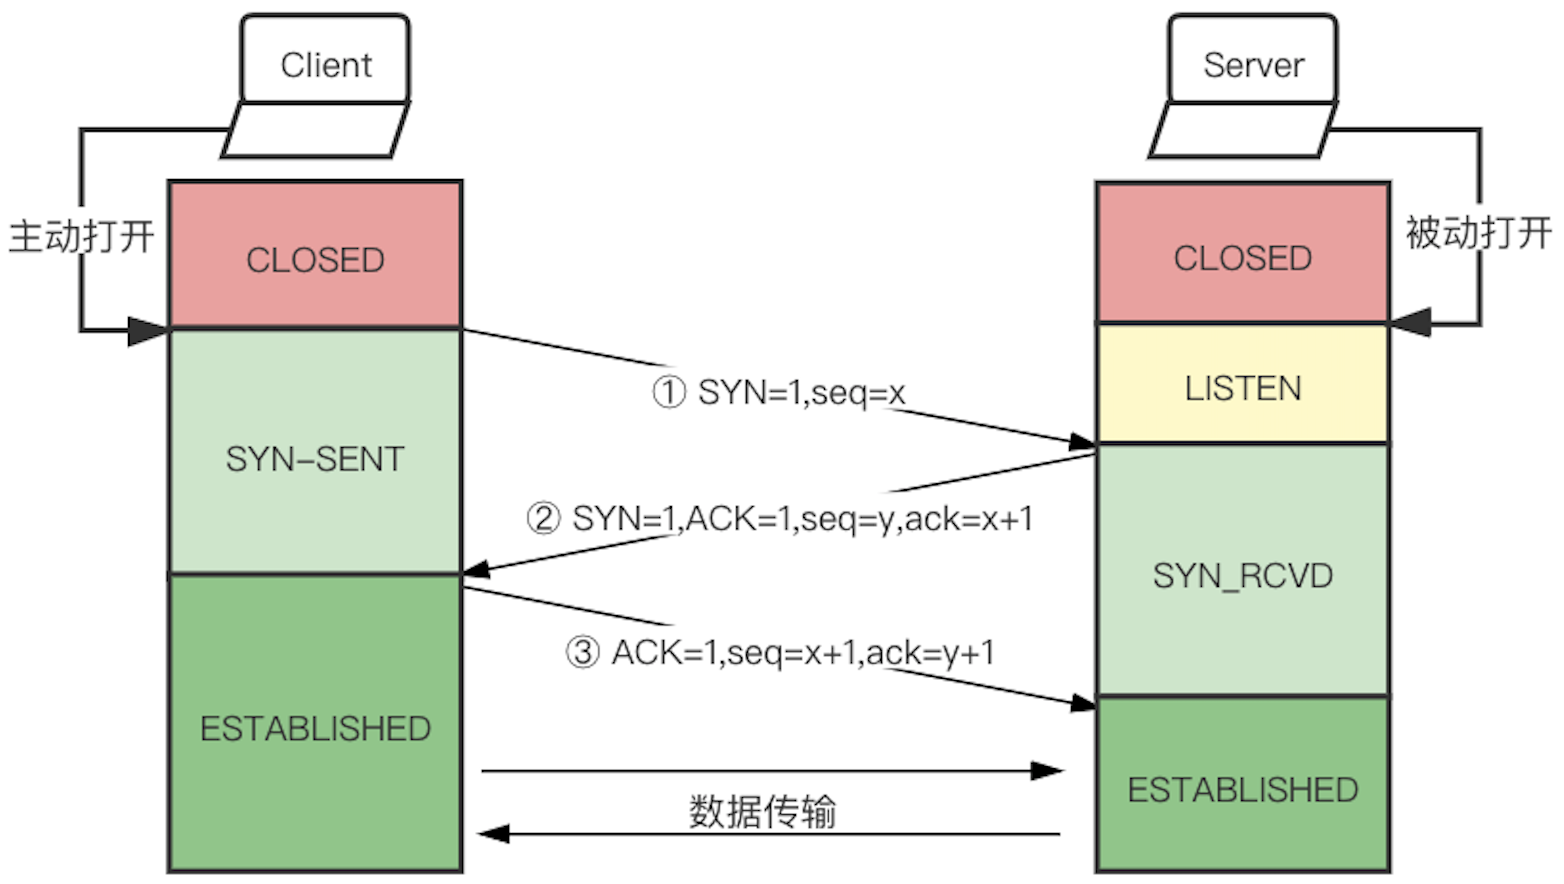 Client
Server
主动打开
被动打开
CLOSED
CLOSED
LISTEN
① SYN=1,seq=x
SYN-SENT
② SYN=1,ACK=1,seq=y,ack=x+1
SYN_RCVD
③ ACK=1,seq=x+1,ack=y+1
ESTABLISHED
ESTABLISHED
数据传输